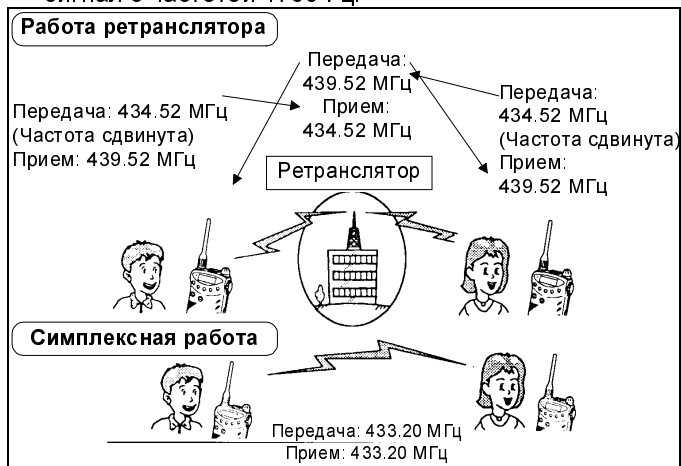 Работа ретранслятора
Передача:
439.52 МГц
Прием:
434.52 МГц
Передача: 434.52 МГц
(Частота сдвинута)
Прием: 439.52 МГц
Передача:
434.52 МГц
(Частота сдвинута)
Прием:
439.52 МГц
Ретранслятор
Симплексная работа
Передача: 433.20 МГц
Прием: 433.20 МГц